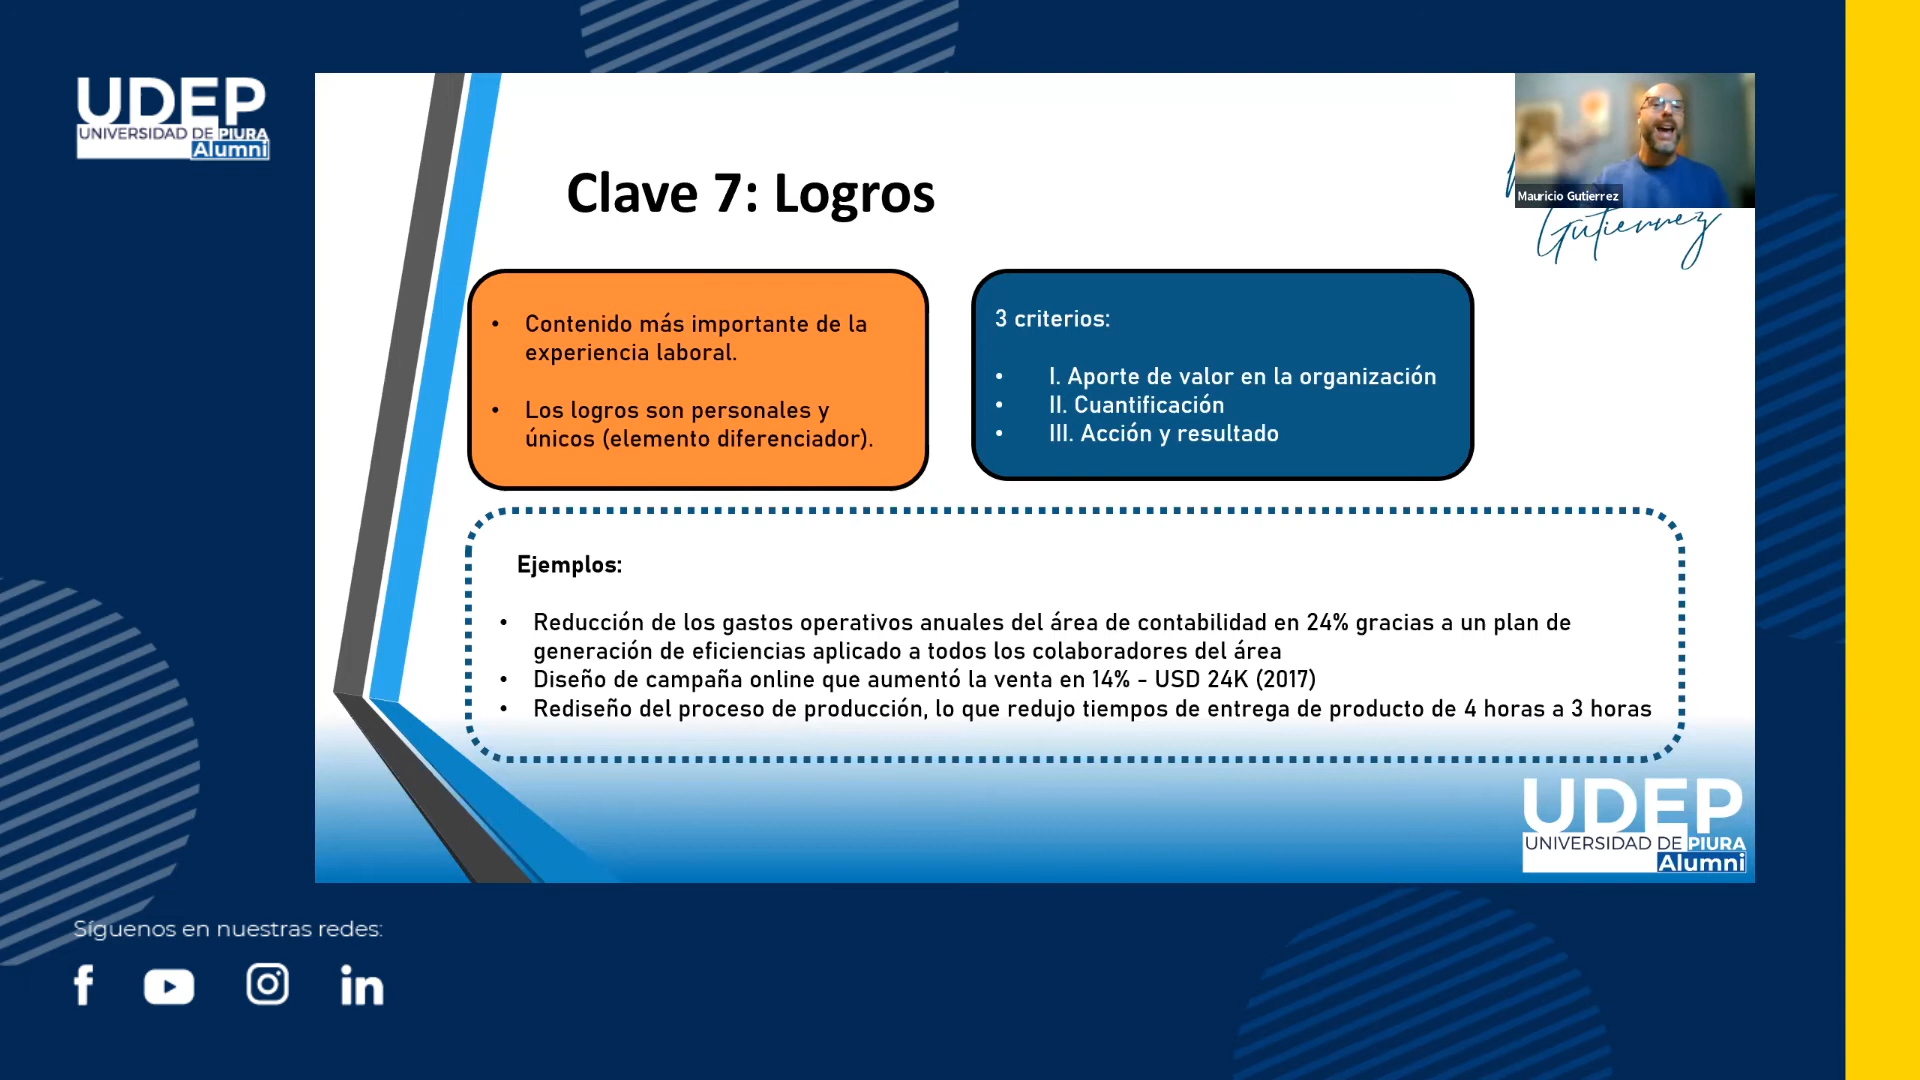 UDEP
UNIVERSIDAD DE PIURA
Alumni
Mauricio Gutierrez
Gutierrez
Clave 7: Logros
• Contenido más importante de la
experiencia laboral.
• Los logros son personales y
únicos (elemento diferenciador).
3 criterios:
• I. Aporte de valor en la organización
• II. Cuantificación
• III. Acción y resultado
Ejemplos:
• Reducción de los gastos operativos anuales del área de contabilidad en 24% gracias a un plan de
generación de eficiencias aplicado a todos los colaboradores del área
• Diseño de campaña online que aumentó la venta en 14% - USD 24K (2017)
• Rediseño del proceso de producción, lo que redujo tiempos de entrega de producto de 4 horas a 3 horas
UDEP
UNIVERSIDAD DE PIURA
Alumni
Síguenos en nuestras redes: